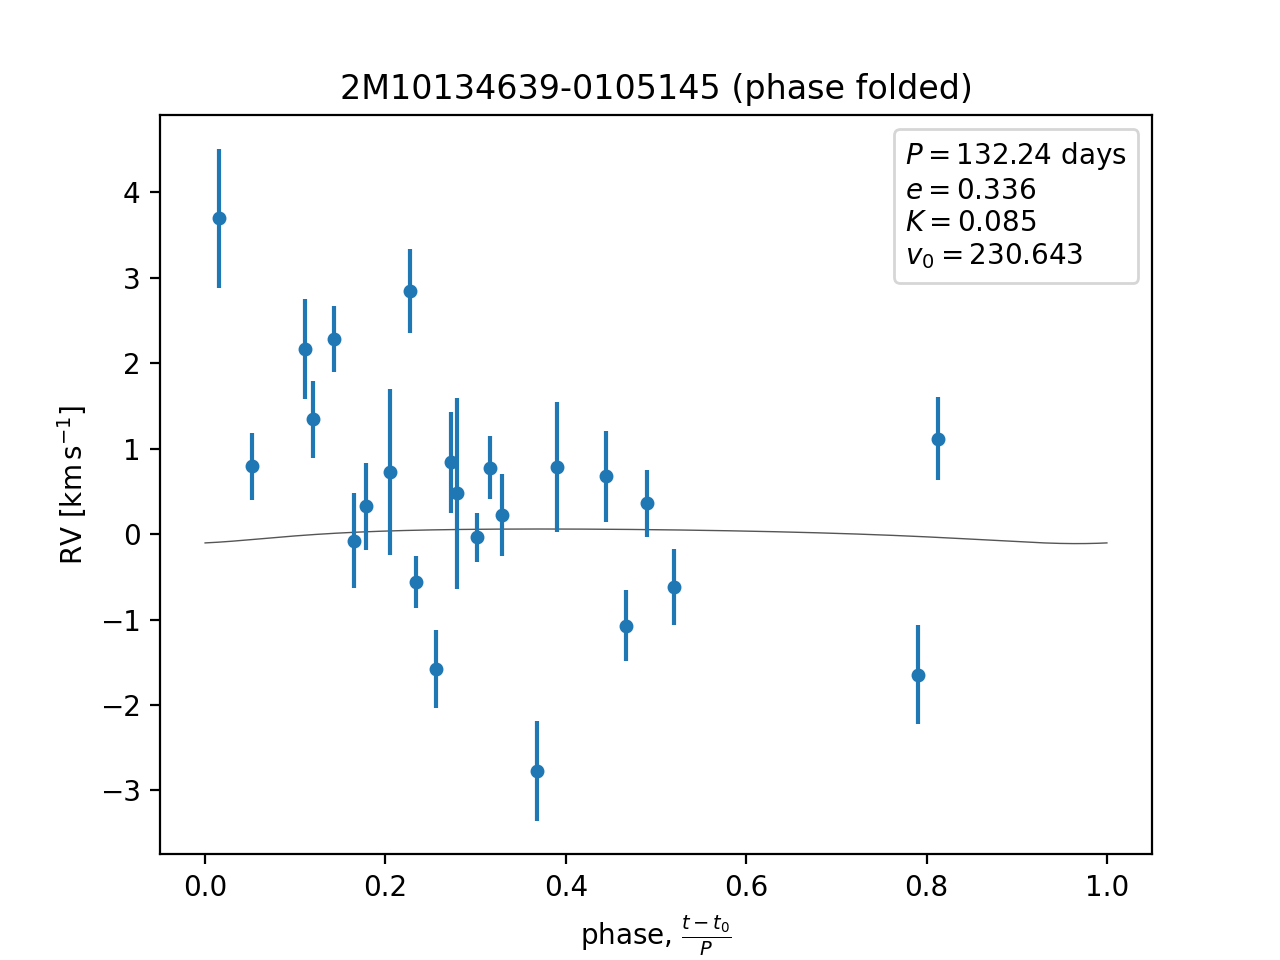 2M10134639-0105145 (phase folded)
P = 132.24 days
e = 0.336
K = 0.085
v₀ = 230.643
RV [km s⁻¹]
4
3
2
1
0
−1
−2
−3
0.0 0.2 0.4 0.6 0.8 1.0
phase, (t − t₀)/P